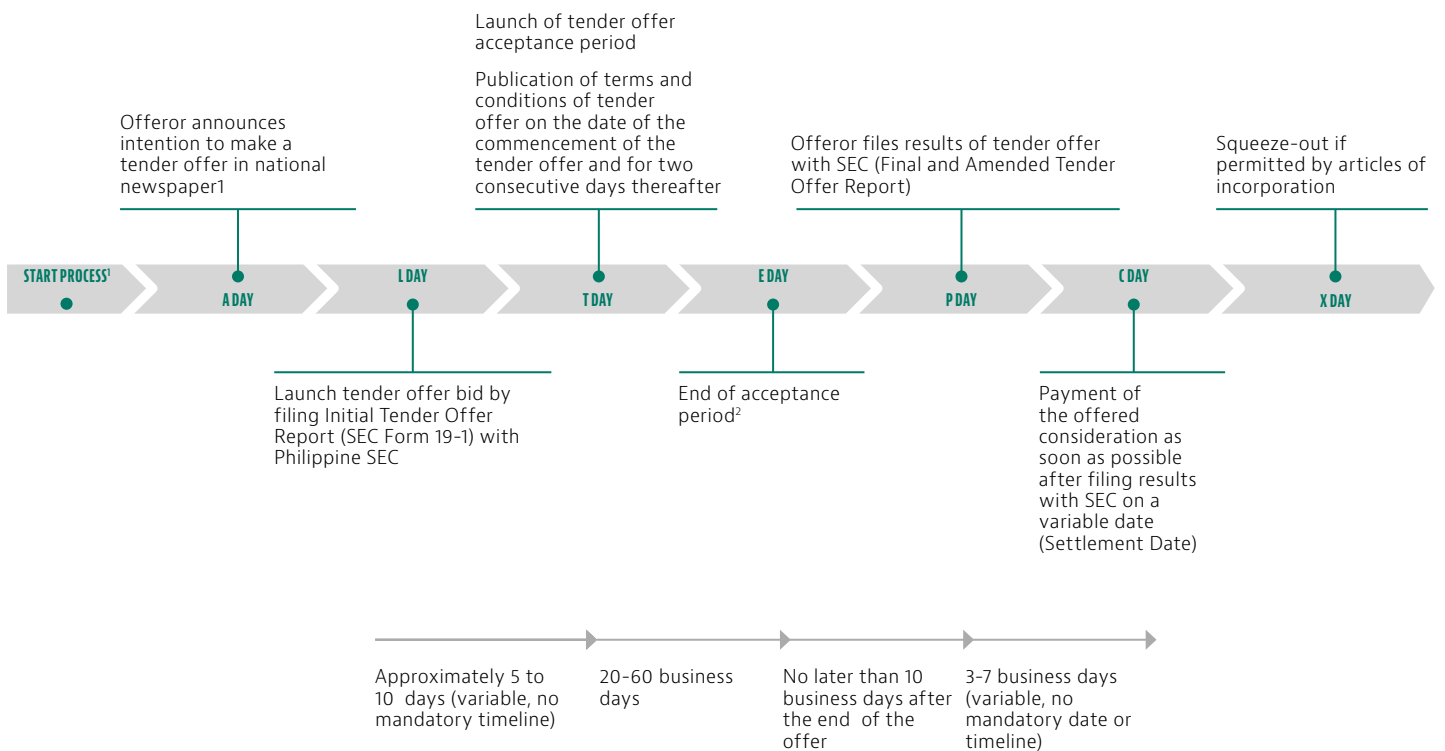 Launch of tender offer
acceptance period
Publication of terms and
conditions of tender
offer on the date of the
commencement of the
tender offer and for two
consecutive days thereafter
Offeror announces
intention to make a
tender offer in national
newspaper1
Offeror files results of tender offer
with SEC (Final and Amended Tender
Offer Report)
Squeeze-out if
permitted by articles of
incorporation
START PROCESS¹
A DAY
L DAY
T DAY
E DAY
P DAY
C DAY
X DAY
Launch tender offer bid by
filing Initial Tender Offer
Report (SEC Form 19-1) with
Philippine SEC
End of acceptance
period²
Payment of
the offered
consideration as
soon as possible
after filing results
with SEC on a
variable date
(Settlement Date)
Approximately 5 to
10 days (variable, no
mandatory timeline)
20-60 business
days
No later than 10
business days after
the end of the
offer
3-7 business days
(variable, no
mandatory date or
timeline)